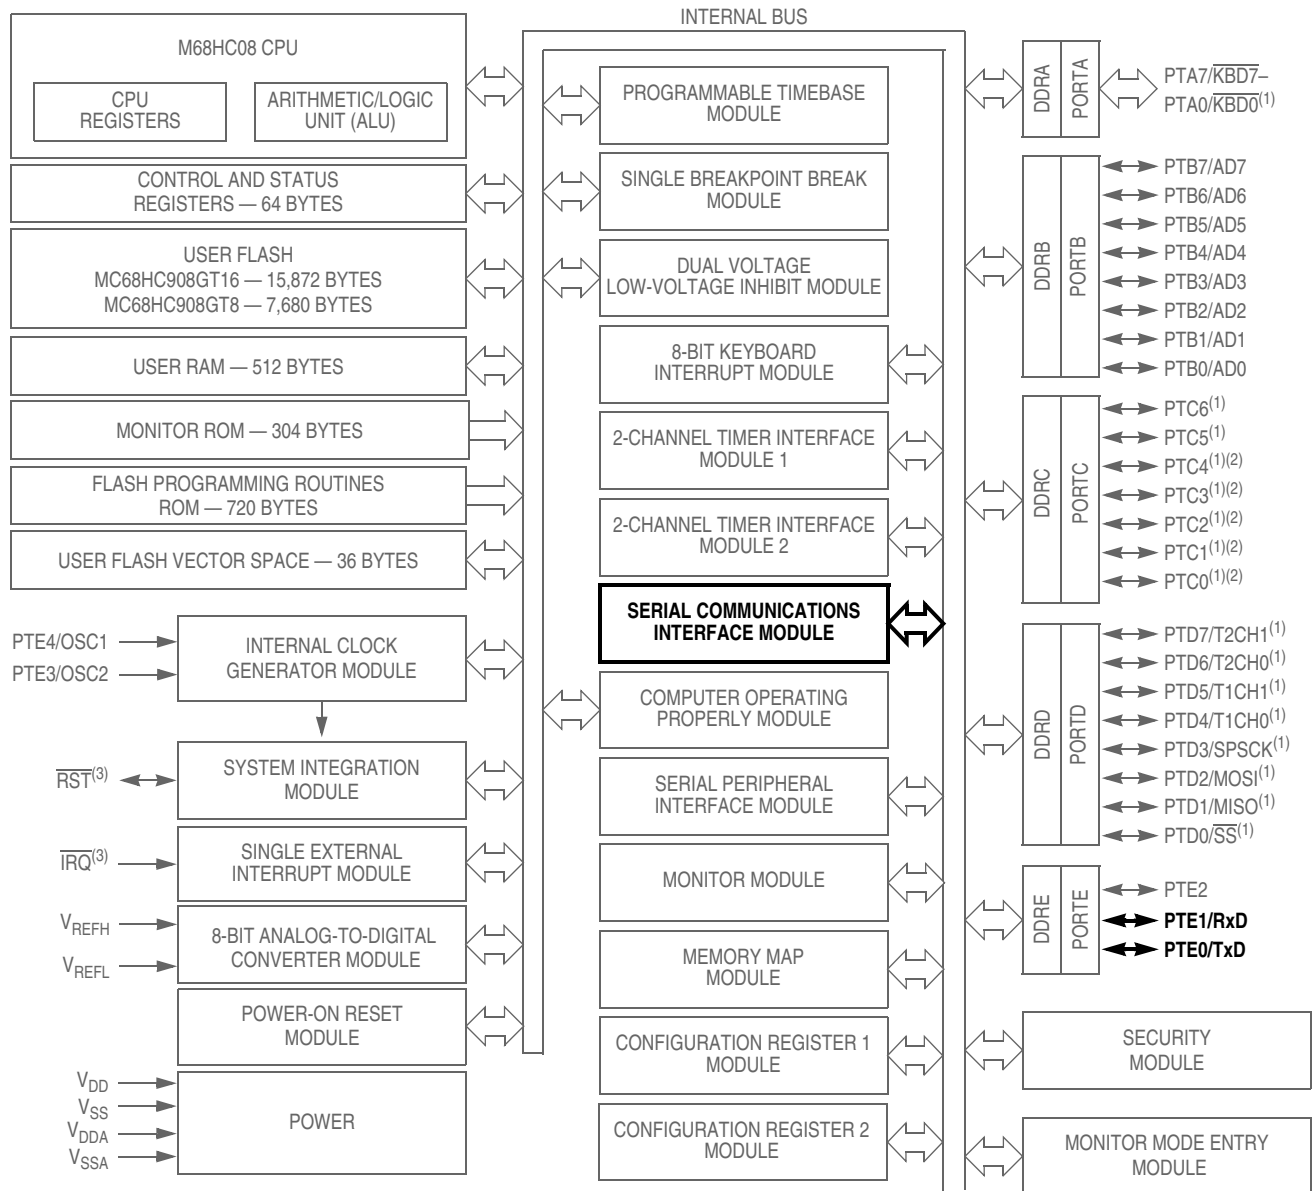 INTERNAL BUS
M68HC08 CPU
CPU
REGISTERS
ARITHMETIC/LOGIC
UNIT (ALU)
CONTROL AND STATUS
REGISTERS — 64 BYTES
USER FLASH
MC68HC908GT16 — 15,872 BYTES
MC68HC908GT8 — 7,680 BYTES
USER RAM — 512 BYTES
MONITOR ROM — 304 BYTES
FLASH PROGRAMMING ROUTINES
ROM — 720 BYTES
USER FLASH VECTOR SPACE — 36 BYTES
PTE4/OSC1
PTE3/OSC2
INTERNAL CLOCK
GENERATOR MODULE
RST(3)
SYSTEM INTEGRATION
MODULE
IRQ(3)
SINGLE EXTERNAL
INTERRUPT MODULE
VREFH
VREFL
8-BIT ANALOG-TO-DIGITAL
CONVERTER MODULE
POWER-ON RESET
MODULE
VDD
VSS
VDDA
VSSA
POWER
PROGRAMMABLE TIMEBASE
MODULE
SINGLE BREAKPOINT BREAK
MODULE
DUAL VOLTAGE
LOW-VOLTAGE INHIBIT MODULE
8-BIT KEYBOARD
INTERRUPT MODULE
2-CHANNEL TIMER INTERFACE
MODULE 1
2-CHANNEL TIMER INTERFACE
MODULE 2
SERIAL COMMUNICATIONS
INTERFACE MODULE
COMPUTER OPERATING
PROPERLY MODULE
SERIAL PERIPHERAL
INTERFACE MODULE
MONITOR MODULE
MEMORY MAP
MODULE
CONFIGURATION REGISTER 1
MODULE
CONFIGURATION REGISTER 2
MODULE
DDRA
PORTA
PTA7/KBD7–
PTA0/KBD0(1)
DDRB
PORTB
PTB7/AD7
PTB6/AD6
PTB5/AD5
PTB4/AD4
PTB3/AD3
PTB2/AD2
PTB1/AD1
PTB0/AD0
DDRC
PORTC
PTC6(1)
PTC5(1)
PTC4(1)(2)
PTC3(1)(2)
PTC2(1)(2)
PTC1(1)(2)
PTC0(1)(2)
DDRD
PORTD
PTD7/T2CH1(1)
PTD6/T2CH0(1)
PTD5/T1CH1(1)
PTD4/T1CH0(1)
PTD3/SPSCK(1)
PTD2/MOSI(1)
PTD1/MISO(1)
PTD0/SS(1)
DDRE
PORTE
PTE2
PTE1/RxD
PTE0/TxD
SECURITY
MODULE
MONITOR MODE ENTRY
MODULE